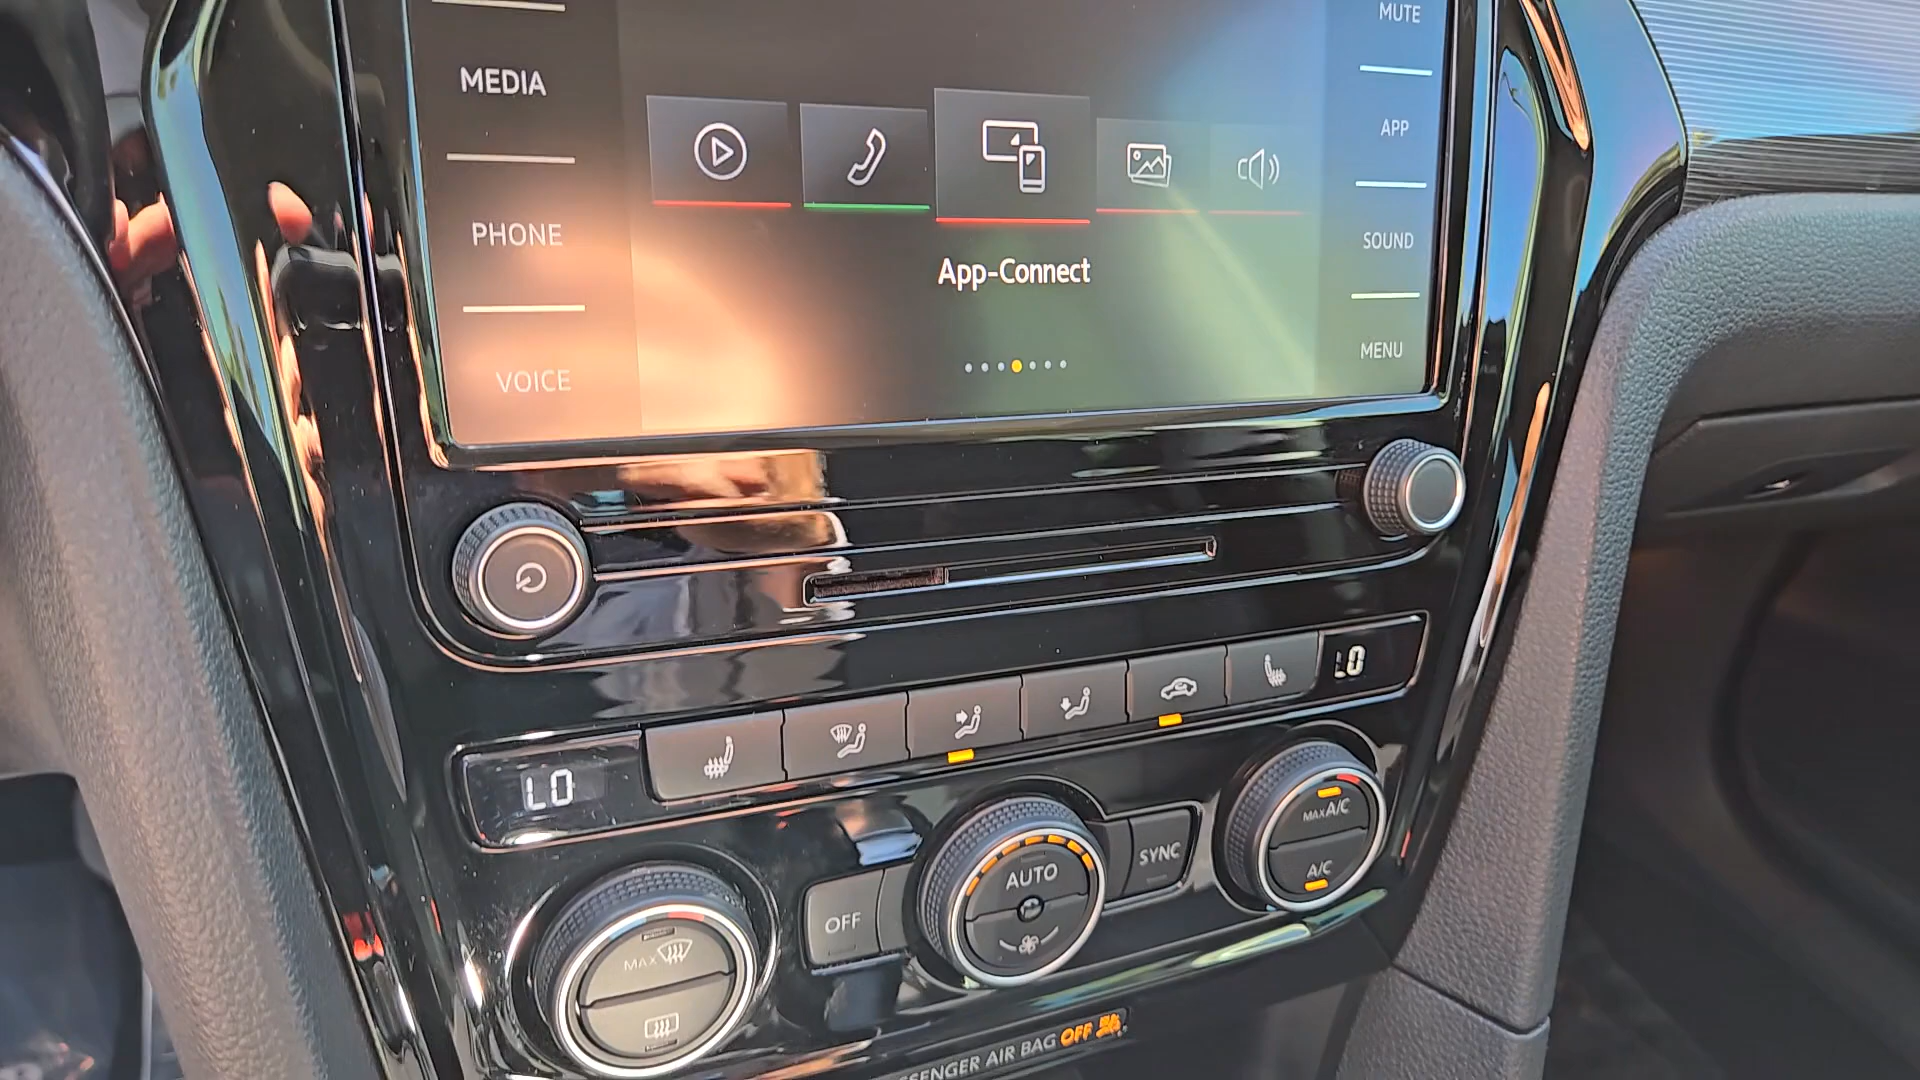 MEDIA
PHONE
VOICE
App-Connect
MUTE
APP
SOUND
MENU
LO
LO
MAX
OFF
AUTO
SYNC
MAX A/C
A/C
AIR BAG OFF